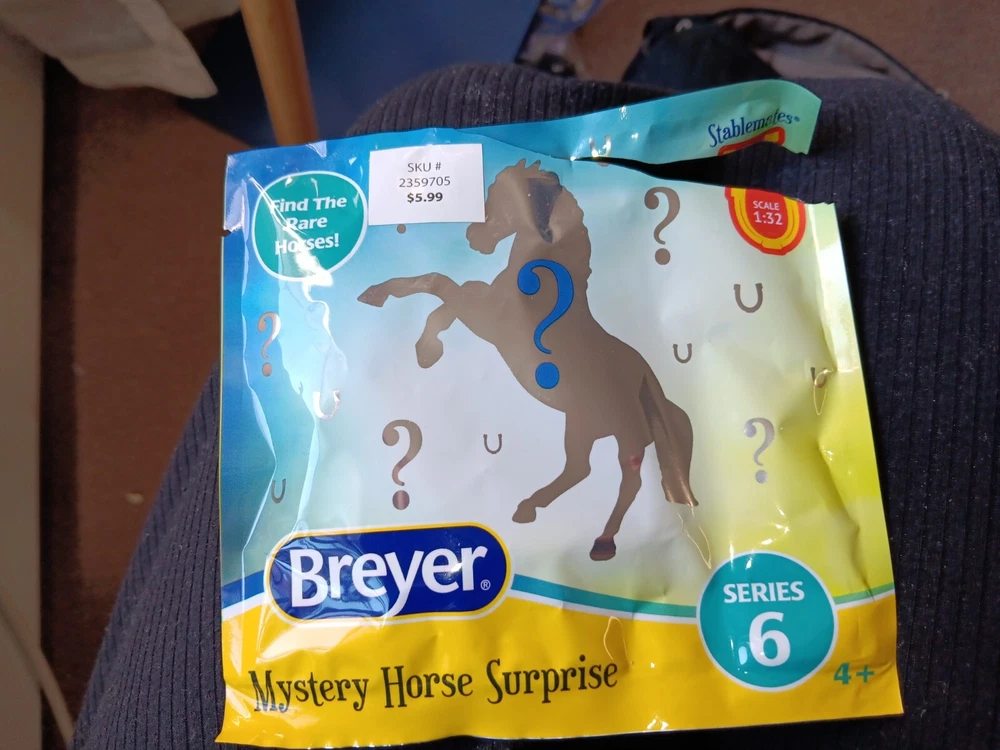 Stablemates®
SKU #
2359705
$5.99
Find The
Rare
Horses!
SCALE
1:32
?
?
?
?
?
Breyer®
SERIES
6
Mystery Horse Surprise
4+